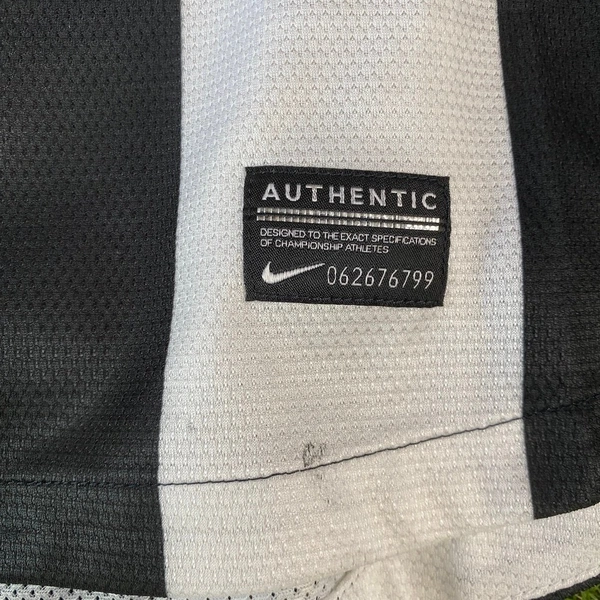 AUTHENTIC
DESIGNED TO THE EXACT SPECIFICATIONS
OF CHAMPIONSHIP ATHLETES
062676799